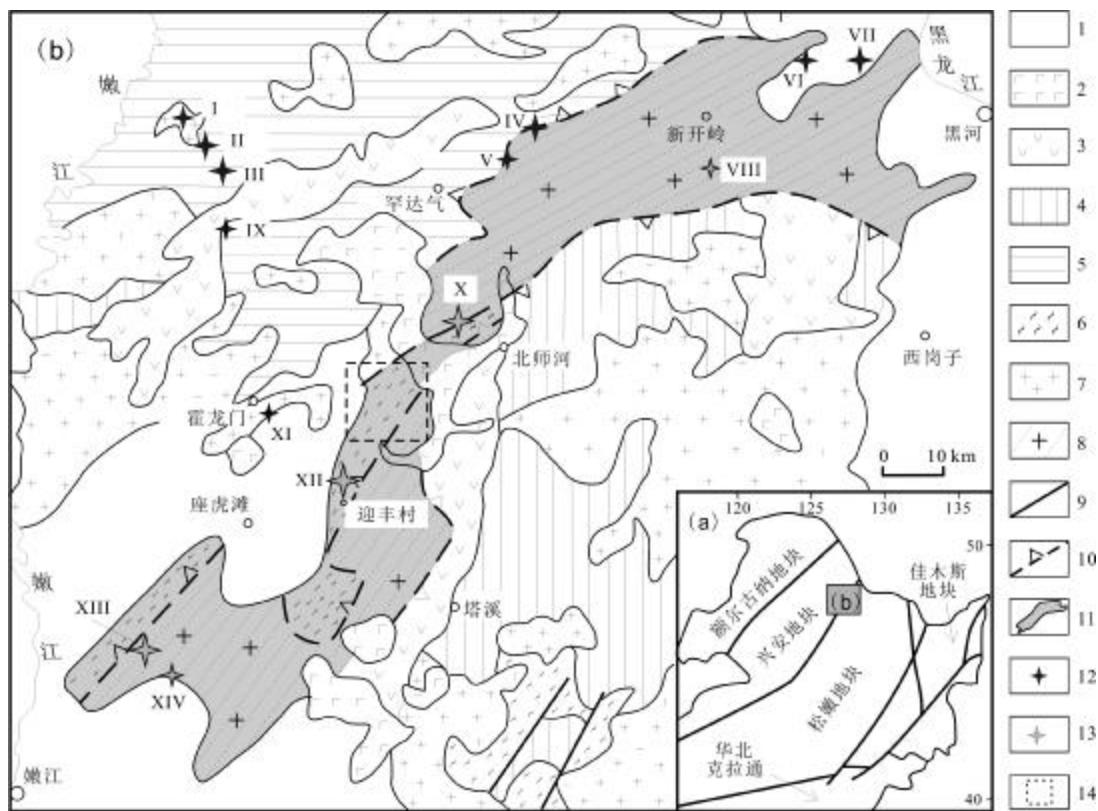 (b)
嫩
江
I
II
III
IX
IV
V
罕达气
新开岭
VIII
VI
VII
黑
龙
江
黑河
X
北师河
西岗子
霍龙门
XI
XII
迎丰村
座虎滩
0 10 km
塔溪
嫩
江
XIII
XIV
嫩江
(a)
120
125
130
135
50
40
额尔古纳地块
兴安地块
(b)
松嫩地块
佳木斯
地块
华北
克拉通
1
2
3
4
5
6
7
8
9
10
11
12
13
14